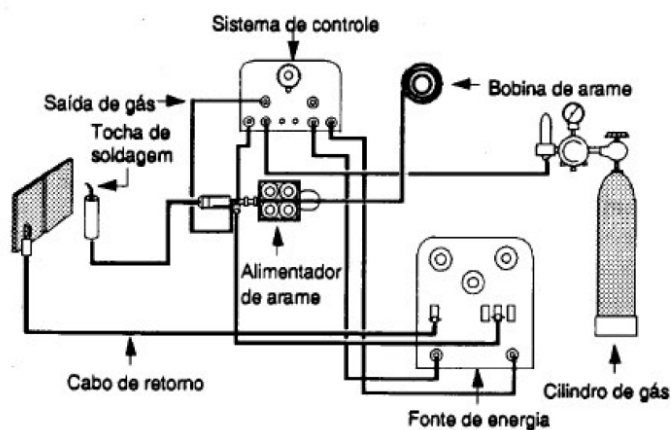 Sistema de controle
Saída de gás
Bobina de arame
Tocha de
soldagem
Alimentador
de arame
Cabo de retorno
Fonte de energia
Cilindro de gás